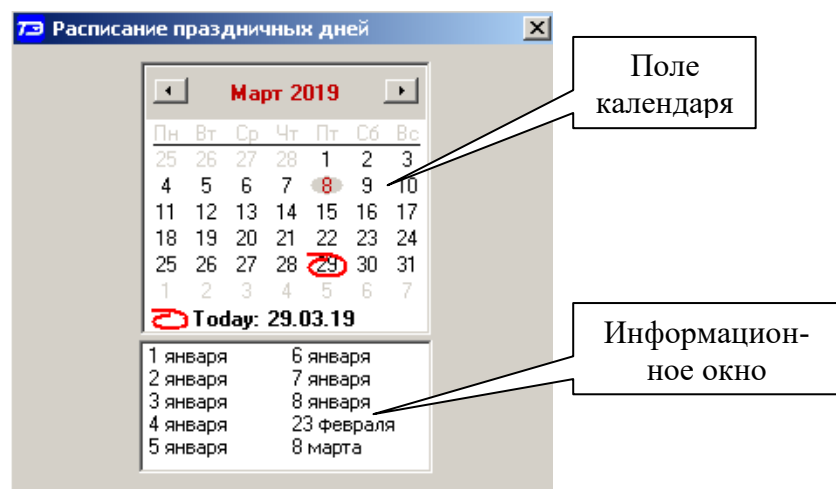 ТЭ Расписание праздничных дней
Поле
календаря
Март 2019
Пн Вт Ср Чт Пт Сб Вс
25 26 27 28 1 2 3
4 5 6 7 8 9 10
11 12 13 14 15 16 17
18 19 20 21 22 23 24
25 26 27 28 29 30 31
1 2 3 4 5 6 7
Today: 29.03.19
Информацион-
ное окно
1 января 6 января
2 января 7 января
3 января 8 января
4 января 23 февраля
5 января 8 марта